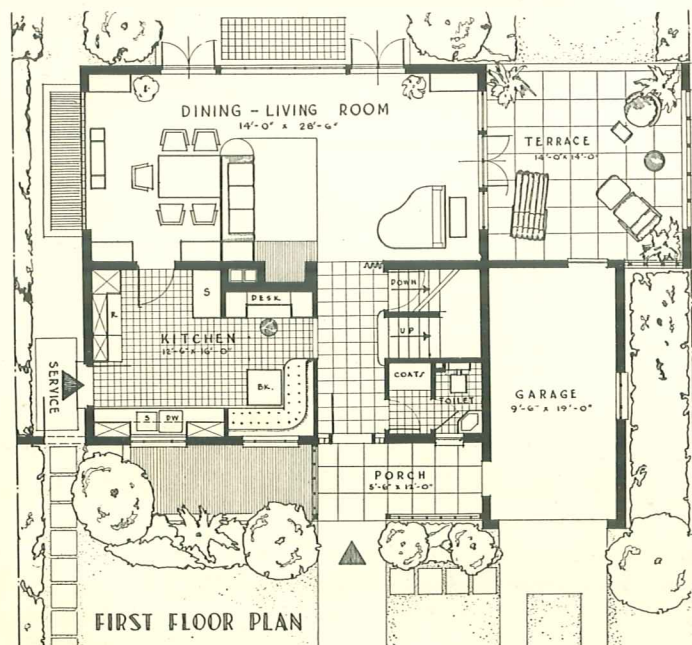 DINING - LIVING ROOM
14'-0" x 28'-6"
TERRACE
14'-0" x 14'-0"
S
DESK
DOWN
R
KITCHEN
12'-6" x 16'-0"
UP
SERVICE
BK.
COATS
TOILET
GARAGE
9'-6" x 19'-0"
S DW
PORCH
5'-6" x 12'-0"
FIRST FLOOR PLAN